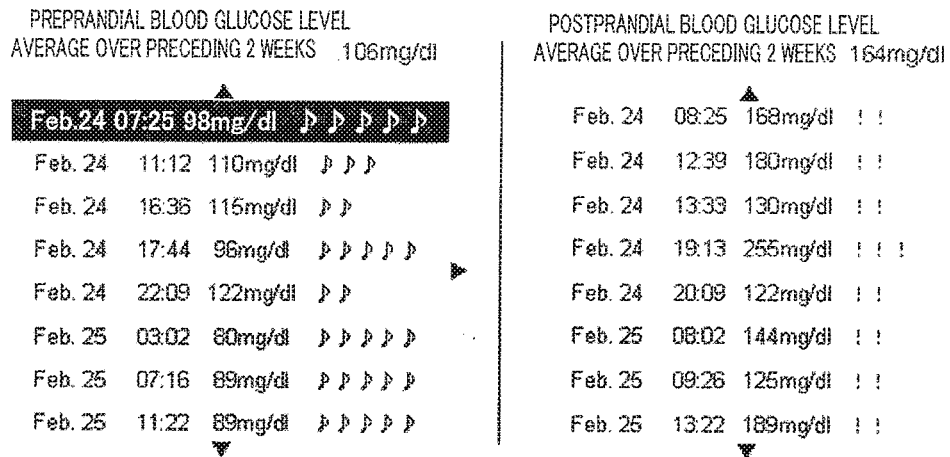 PREPRANDIAL BLOOD GLUCOSE LEVEL
AVERAGE OVER PRECEDING 2 WEEKS 106mg/dl
Feb.24 07:25 98mg/dl ♪ ♪ ♪ ♪ ♪
Feb. 24 11:12 110mg/dl ♪ ♪ ♪
Feb. 24 16:36 115mg/dl ♪ ♪
Feb. 24 17:44 96mg/dl ♪ ♪ ♪ ♪ ♪
Feb. 24 22:09 122mg/dl ♪ ♪
Feb. 25 03:02 80mg/dl ♪ ♪ ♪ ♪ ♪
Feb. 25 07:16 89mg/dl ♪ ♪ ♪ ♪ ♪
Feb. 25 11:22 89mg/dl ♪ ♪ ♪ ♪ ♪
POSTPRANDIAL BLOOD GLUCOSE LEVEL
AVERAGE OVER PRECEDING 2 WEEKS 164mg/dl
Feb. 24 08:25 168mg/dl ! !
Feb. 24 12:39 180mg/dl ! !
Feb. 24 13:33 130mg/dl ! !
Feb. 24 19:13 255mg/dl ! ! !
Feb. 24 20:09 122mg/dl ! !
Feb. 25 08:02 144mg/dl ! !
Feb. 25 09:26 125mg/dl ! !
Feb. 25 13:22 189mg/dl ! !